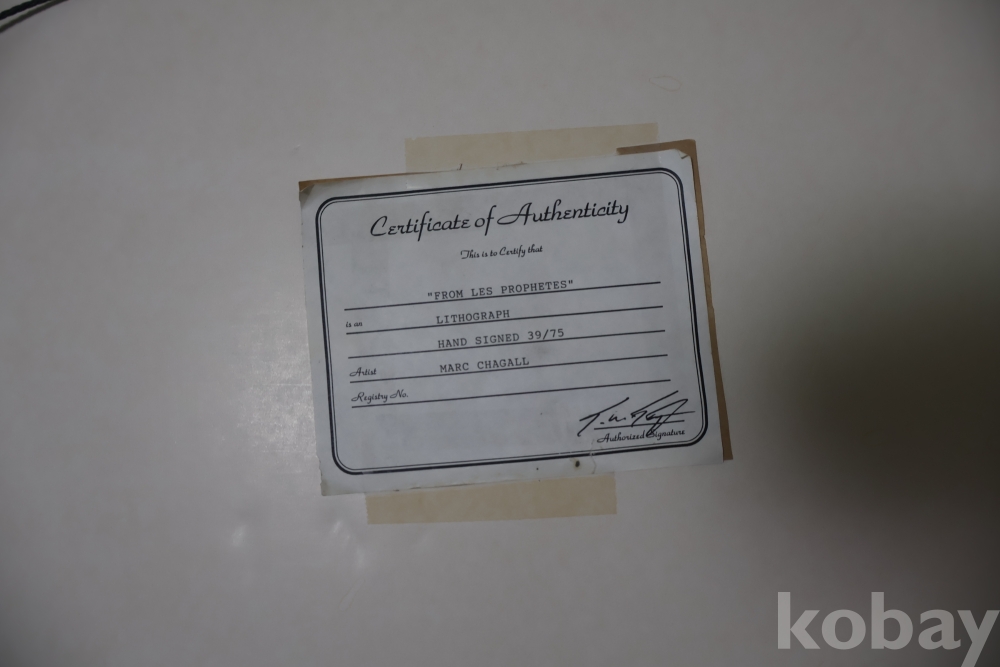 Certificate of Authenticity
This is to Certify that
"FROM LES PROPHETES"
is an LITHOGRAPH
HAND SIGNED 39/75
Artist MARC CHAGALL
Registry No.
Authorized Signature
kobay